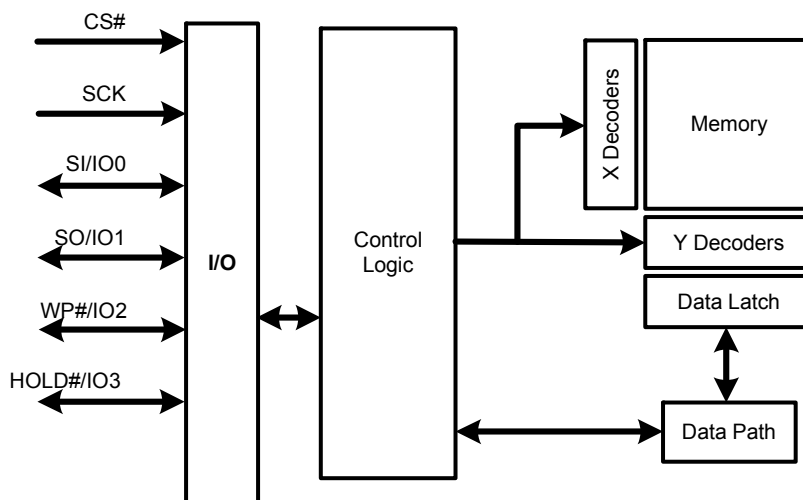 CS#
SCK
SI/IO0
SO/IO1
WP#/IO2
HOLD#/IO3
I/O
Control
Logic
X Decoders
Memory
Y Decoders
Data Latch
Data Path